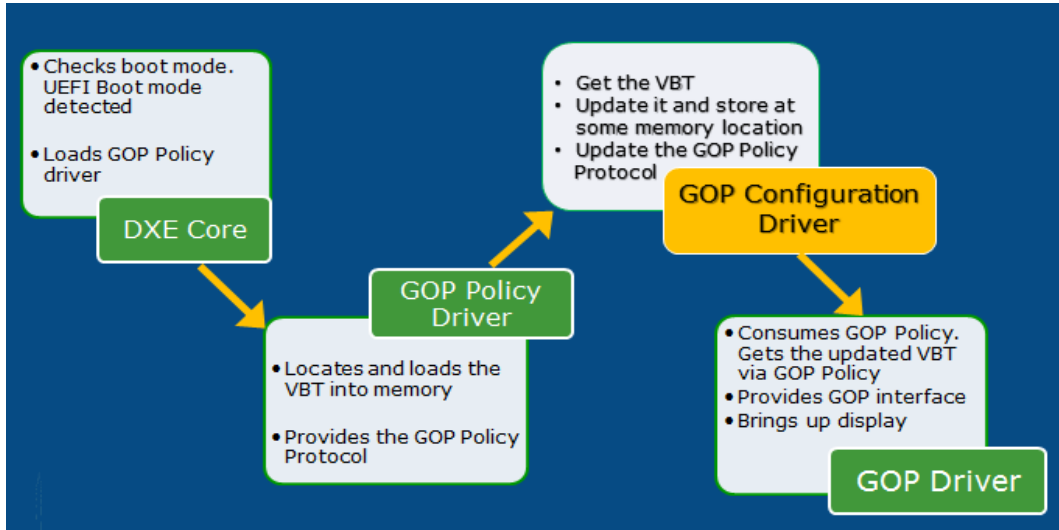 • Checks boot mode.
UEFI Boot mode
detected
• Loads GOP Policy
driver
DXE Core
GOP Policy
Driver
• Locates and loads the
VBT into memory
• Provides the GOP Policy
Protocol
• Get the VBT
• Update it and store at
some memory location
• Update the GOP Policy
Protocol
GOP Configuration
Driver
• Consumes GOP Policy.
Gets the updated VBT
via GOP Policy
• Provides GOP interface
• Brings up display
GOP Driver